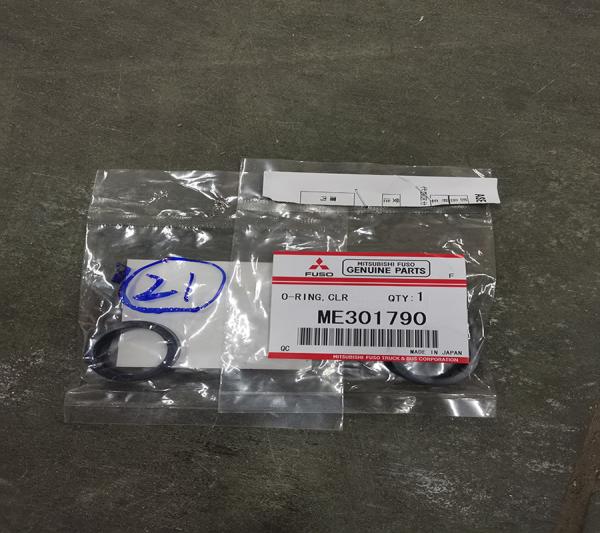 MITSUBISHI FUSO
GENUINE PARTS
FUSO
F
O-RING,CLR QTY:1
ME301790
QC
MADE IN JAPAN
MITSUBISHI FUSO TRUCK & BUS CORPORATION
21